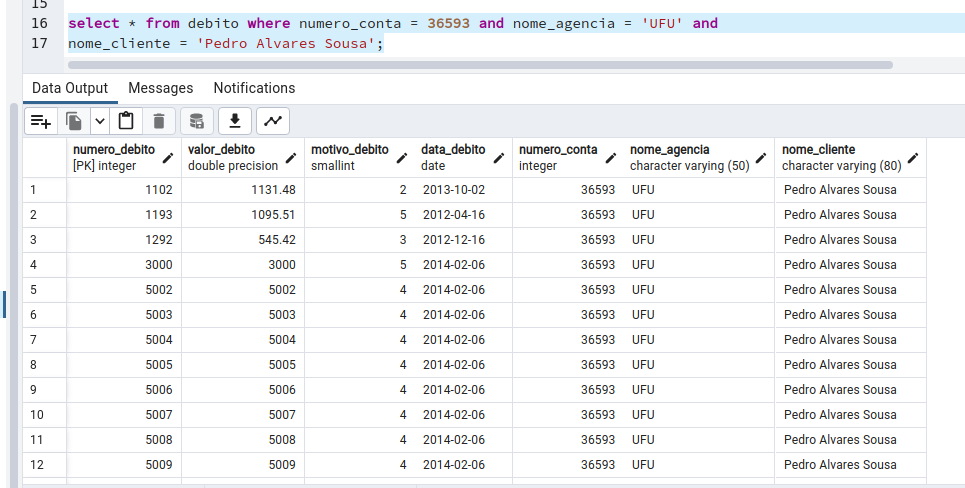 15
16 select * from debito where numero_conta = 36593 and nome_agencia = 'UFU' and
17 nome_cliente = 'Pedro Alvares Sousa';
Data Output Messages Notifications
numero_debito valor_debito motivo_debito data_debito numero_conta nome_agencia nome_cliente
[PK] integer double precision smallint date integer character varying (50) character varying (80)
1 1102 1131.48 2 2013-10-02 36593 UFU Pedro Alvares Sousa
2 1193 1095.51 5 2012-04-16 36593 UFU Pedro Alvares Sousa
3 1292 545.42 3 2012-12-16 36593 UFU Pedro Alvares Sousa
4 3000 3000 5 2014-02-06 36593 UFU Pedro Alvares Sousa
5 5002 5002 4 2014-02-06 36593 UFU Pedro Alvares Sousa
6 5003 5003 4 2014-02-06 36593 UFU Pedro Alvares Sousa
7 5004 5004 4 2014-02-06 36593 UFU Pedro Alvares Sousa
8 5005 5005 4 2014-02-06 36593 UFU Pedro Alvares Sousa
9 5006 5006 4 2014-02-06 36593 UFU Pedro Alvares Sousa
10 5007 5007 4 2014-02-06 36593 UFU Pedro Alvares Sousa
11 5008 5008 4 2014-02-06 36593 UFU Pedro Alvares Sousa
12 5009 5009 4 2014-02-06 36593 UFU Pedro Alvares Sousa